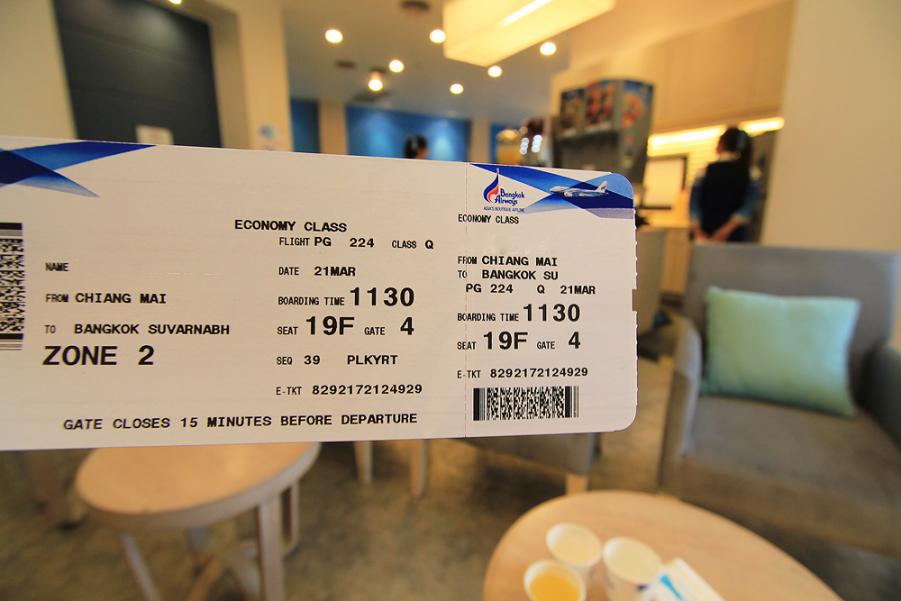 ECONOMY CLASS
FLIGHT PG 224 CLASS Q
NAME
DATE 21MAR
FROM CHIANG MAI
BOARDING TIME 1130
TO BANGKOK SUVARNABH
SEAT 19F GATE 4
ZONE 2
SEQ 39 PLKYRT
E-TKT 8292172124929
GATE CLOSES 15 MINUTES BEFORE DEPARTURE
Bangkok
Airways
ASIA'S BOUTIQUE AIRLINE
ECONOMY CLASS
FROM CHIANG MAI
TO BANGKOK SU
PG 224 Q 21MAR
BOARDING TIME 1130
SEAT 19F GATE 4
E-TKT 8292172124929